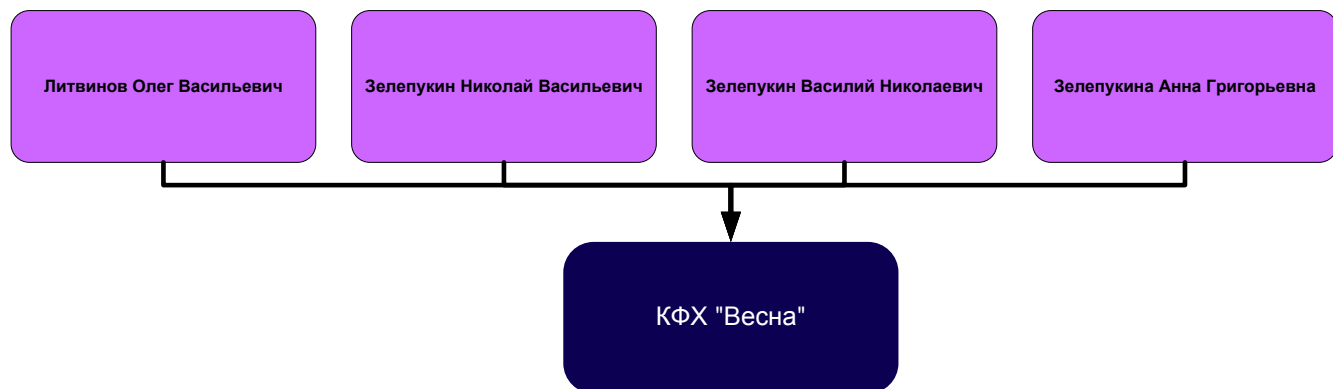 Литвинов Олег Васильевич
Зелепукин Николай Васильевич
Зелепукин Василий Николаевич
Зелепукина Анна Григорьевна
КФХ "Весна"